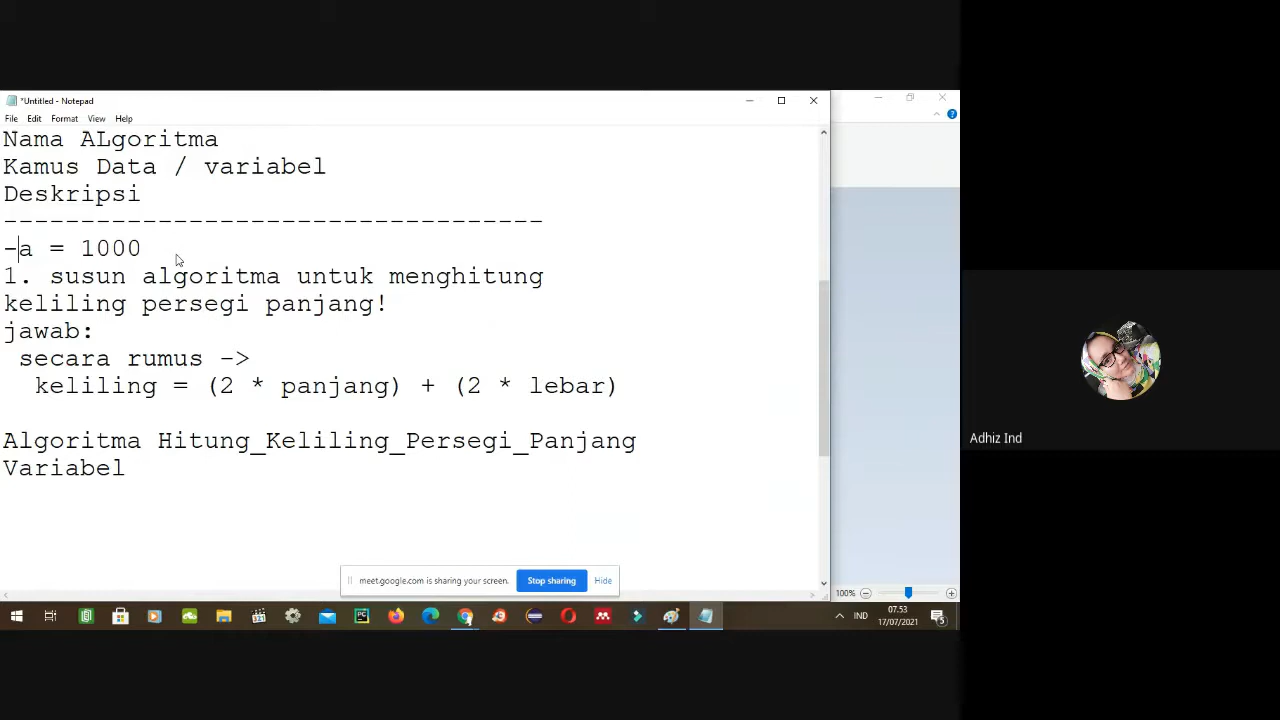 *Untitled - Notepad
File Edit Format View Help
Nama ALgoritma
Kamus Data / variabel
Deskripsi
-----------------------------------
-a = 1000
1. susun algoritma untuk menghitung
keliling persegi panjang!
jawab:
secara rumus ->
keliling = (2 * panjang) + (2 * lebar)
Algoritma Hitung_Keliling_Persegi_Panjang
Variabel
meet.google.com is sharing your screen. Stop sharing Hide
100%
IND
07.53
17/07/2021
5
Adhiz Ind